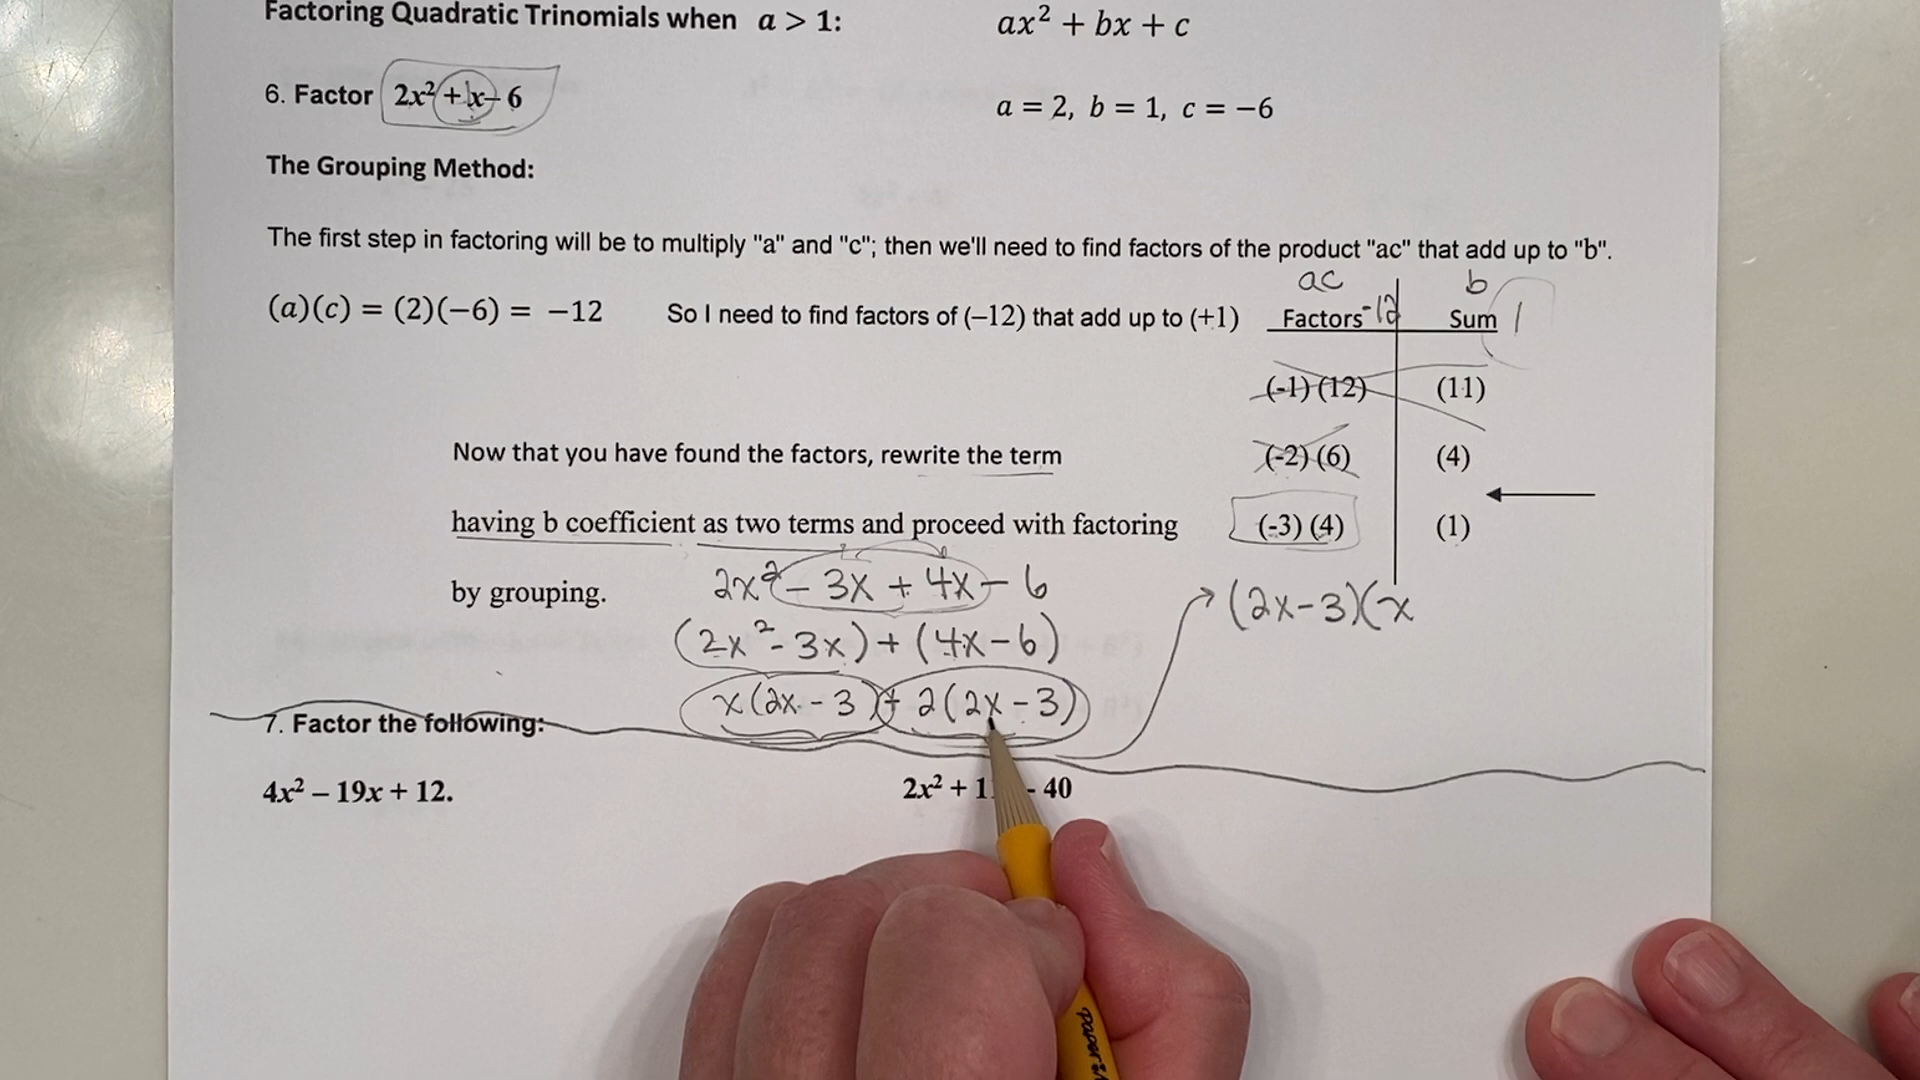 Factoring Quadratic Trinomials when a > 1: ax² + bx + c
6. Factor 2x² + 1x – 6 a = 2, b = 1, c = −6
The Grouping Method:
The first step in factoring will be to multiply "a" and "c"; then we'll need to find factors of the product "ac" that add up to "b".
ac b
(a)(c) = (2)(−6) = −12 So I need to find factors of (−12) that add up to (+1) Factors -12 Sum 1
(-1) (12) (11)
Now that you have found the factors, rewrite the term (-2) (6) (4)
having b coefficient as two terms and proceed with factoring (-3) (4) (1)
by grouping. 2x² - 3x + 4x - 6 (2x-3)(x
(2x² - 3x) + (4x - 6)
x(2x - 3) + 2(2x - 3)
7. Factor the following:
4x² – 19x + 12. 2x² + 1 - 40